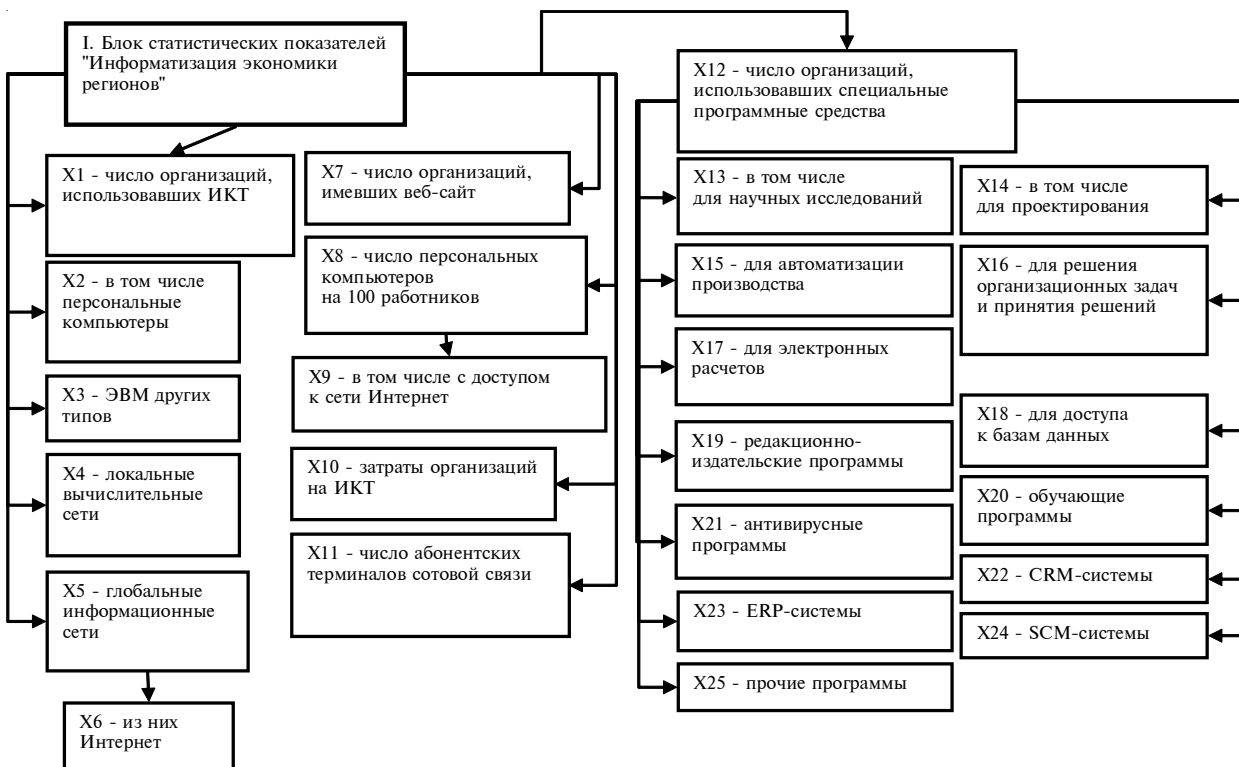 I. Блок статистических показателей
"Информатизация экономики
регионов"
X1 - число организаций,
использовавших ИКТ
X2 - в том числе
персональные
компьютеры
X3 - ЭВМ других
типов
X4 - локальные
вычислительные
сети
X5 - глобальные
информационные
сети
X6 - из них
Интернет
X7 - число организаций,
имевших веб-сайт
X8 - число персональных
компьютеров
на 100 работников
X9 - в том числе с доступом
к сети Интернет
X10 - затраты организаций
на ИКТ
X11 - число абонентских
терминалов сотовой связи
X12 - число организаций,
использовавших специальные
программные средства
X13 - в том числе
для научных исследований
X14 - в том числе
для проектирования
X15 - для автоматизации
производства
X16 - для решения
организационных задач
и принятия решений
X17 - для электронных
расчетов
X18 - для доступа
к базам данных
X19 - редакционно-
издательские программы
X20 - обучающие
программы
X21 - антивирусные
программы
X22 - CRM-системы
X23 - ERP-системы
X24 - SCM-системы
X25 - прочие программы